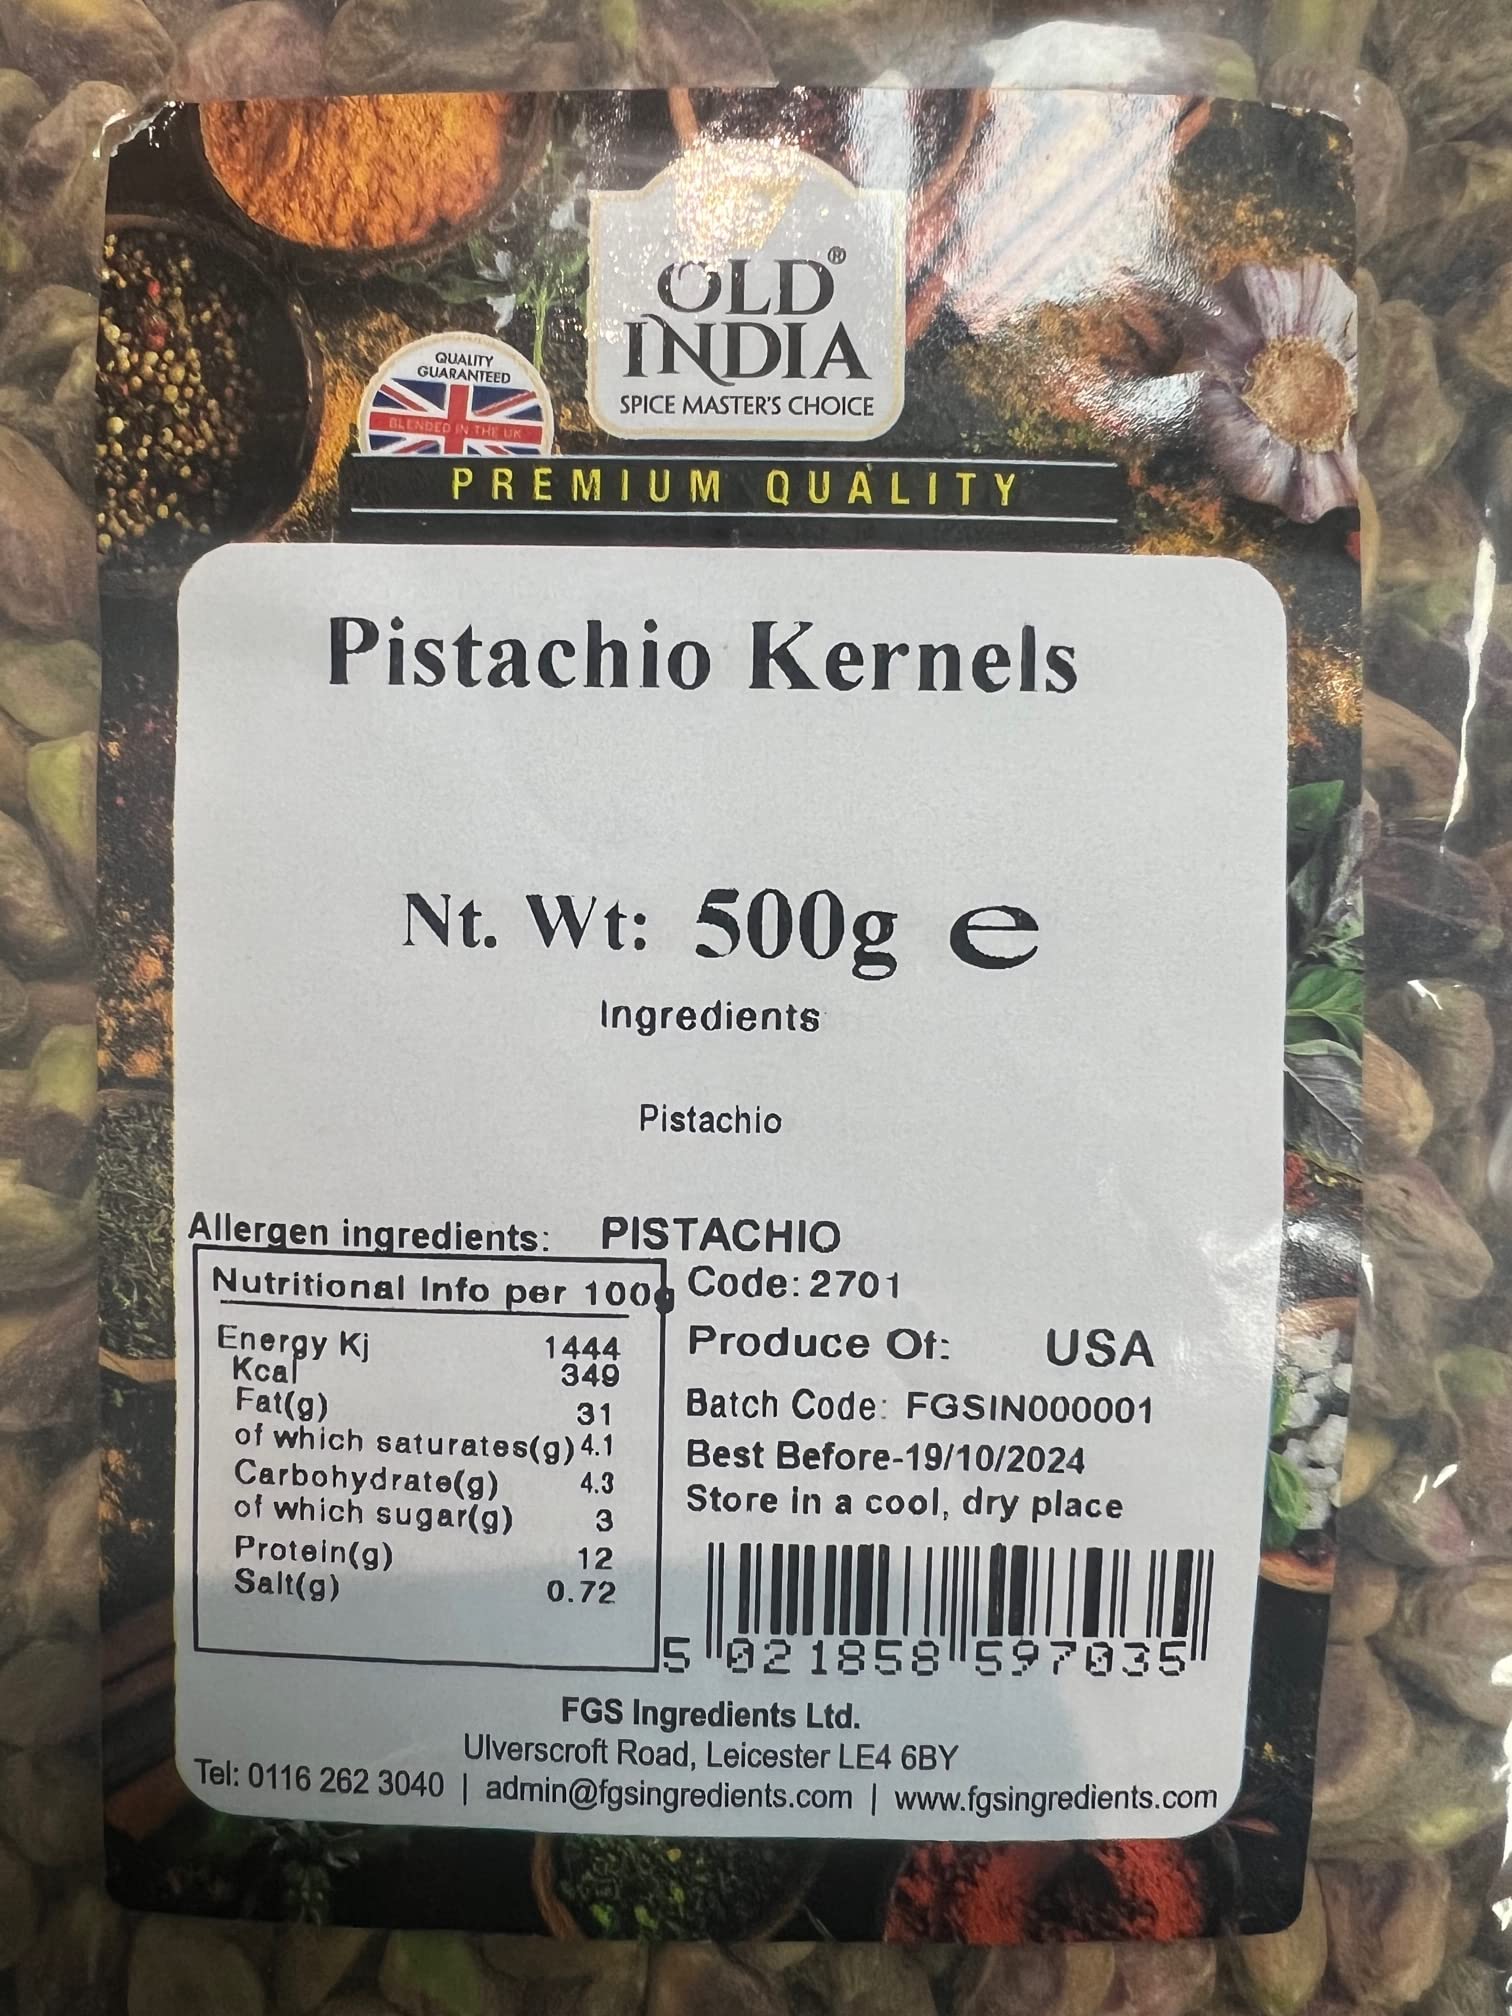 OLD®
INDIA
SPICE MASTER'S CHOICE
QUALITY
GUARANTEED
BLENDED IN THE UK
PREMIUM QUALITY
Pistachio Kernels
Nt. Wt: 500g e
Ingredients
Pistachio
Allergen ingredients: PISTACHIO
Nutritional Info per 100g
Energy Kj 1444
Kcal 349
Fat(g) 31
of which saturates(g) 4.1
Carbohydrate(g) 4.3
of which sugar(g) 3
Protein(g) 12
Salt(g) 0.72
Code: 2701
Produce Of: USA
Batch Code: FGSIN000001
Best Before-19/10/2024
Store in a cool, dry place
5 021858 597035
FGS Ingredients Ltd.
Ulverscroft Road, Leicester LE4 6BY
Tel: 0116 262 3040 | admin@fgsingredients.com | www.fgsingredients.com